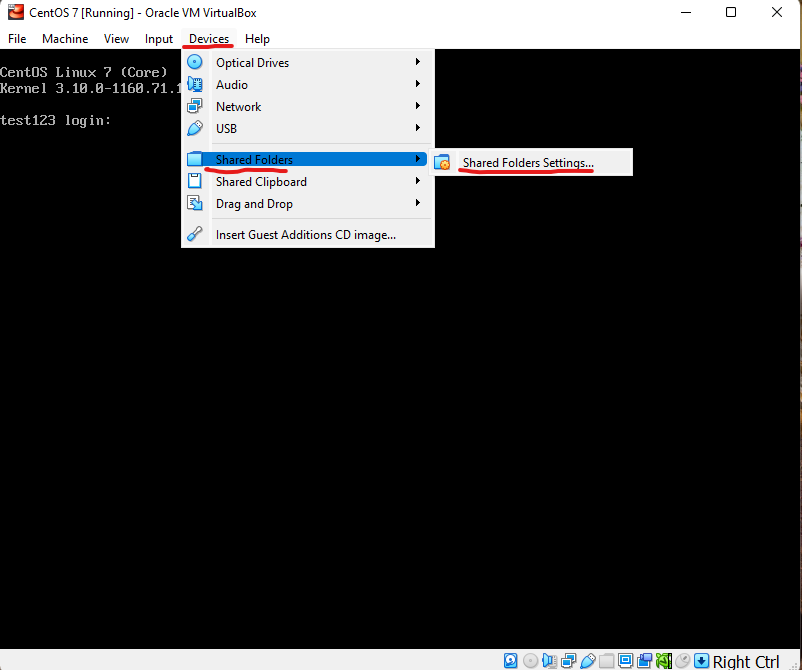 CentOS 7 [Running] - Oracle VM VirtualBox
File Machine View Input Devices Help
CentOS Linux 7 (Core)
Kernel 3.10.0-1160.71.1
test123 login:
Optical Drives
Audio
Network
USB
Shared Folders
Shared Folders Settings...
Shared Clipboard
Drag and Drop
Insert Guest Additions CD image...
Right Ctrl